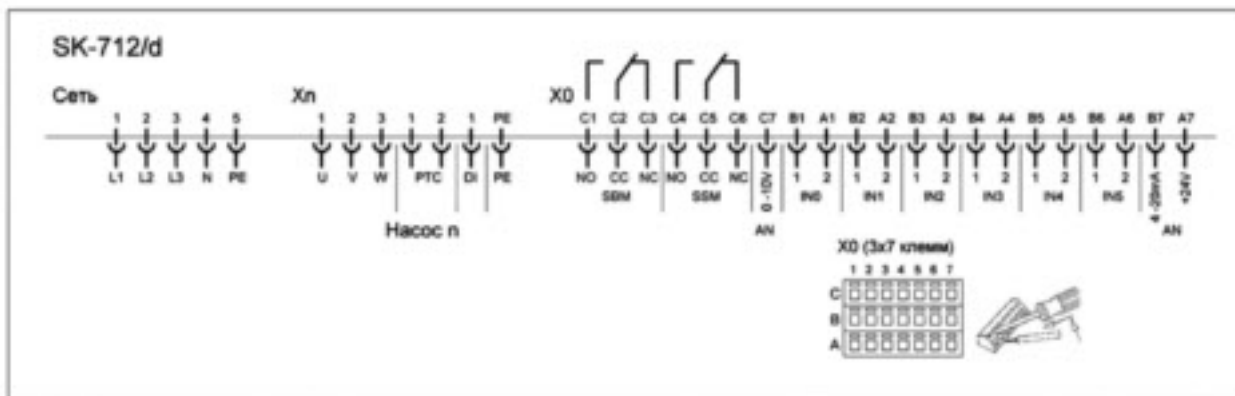 SK-712/d
Сеть Xn X0
1 2 3 4 5 1 2 3 1 2 1 PE C1 C2 C3 C4 C5 C6 C7 B1 A1 B2 A2 B3 A3 B4 A4 B5 A5 B6 A6 B7 A7
L1 L2 L3 N PE U V W PTC DI PE NO CC NC NO CC NC 0 -10V 1 2 1 2 1 2 1 2 1 2 1 2 4 -20mA +24V
SBM SSM IN0 IN1 IN2 IN3 IN4 IN5
Насос n AN AN
X0 (3x7 клемм)
1 2 3 4 5 6 7
C
B
A